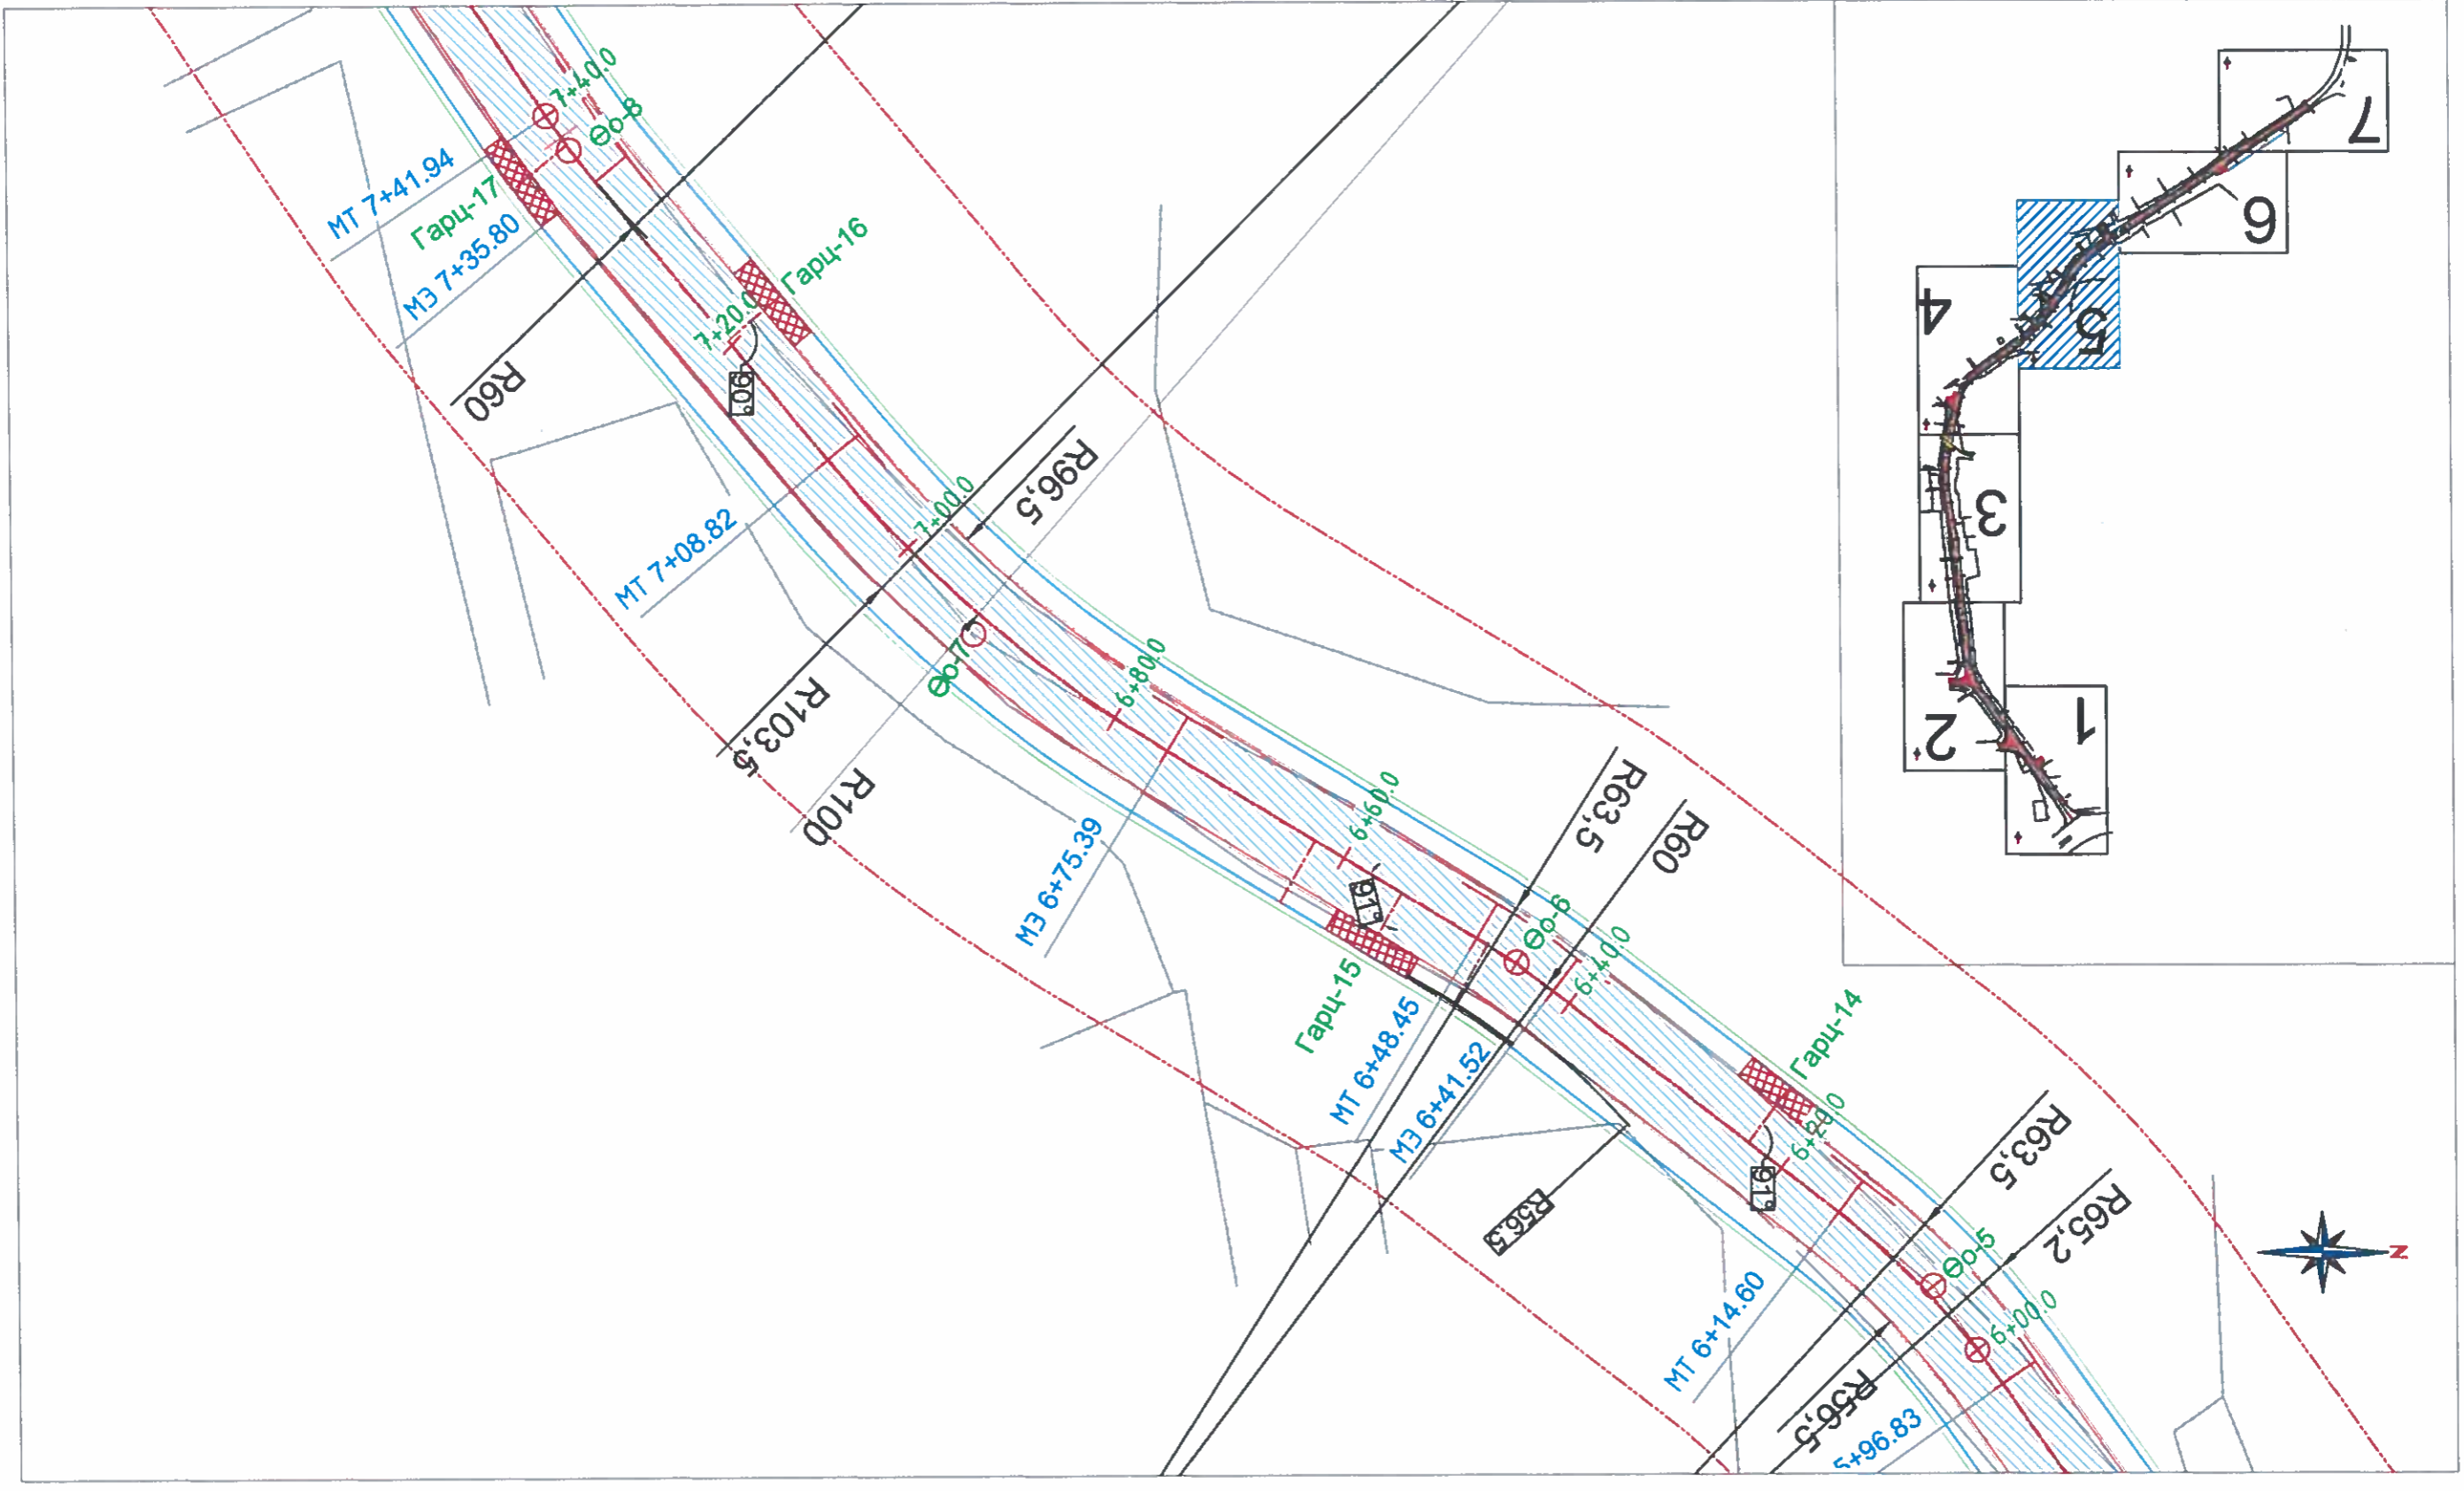 7+40.0
Өо-8
МТ 7+41.94
Гарц-17
МЗ 7+35.80
Гарц-16
7+20.0
90°
R60
R96,5
7+00.0
МТ 7+08.82
Өо-7
6+80.0
R103,5
R100
МЗ 6+75.39
6+60.0
91°
R63,5
R60
Өо-6
6+40.0
Гарц-15
МТ 6+48.45
МЗ 6+41.52
Гарц-14
6+20.0
91°
R56.5
R63,5
R65,2
Өо-5
6+00.0
МТ 6+14.60
R56,5
5+96.83
7
6
5
4
3
2
1
N